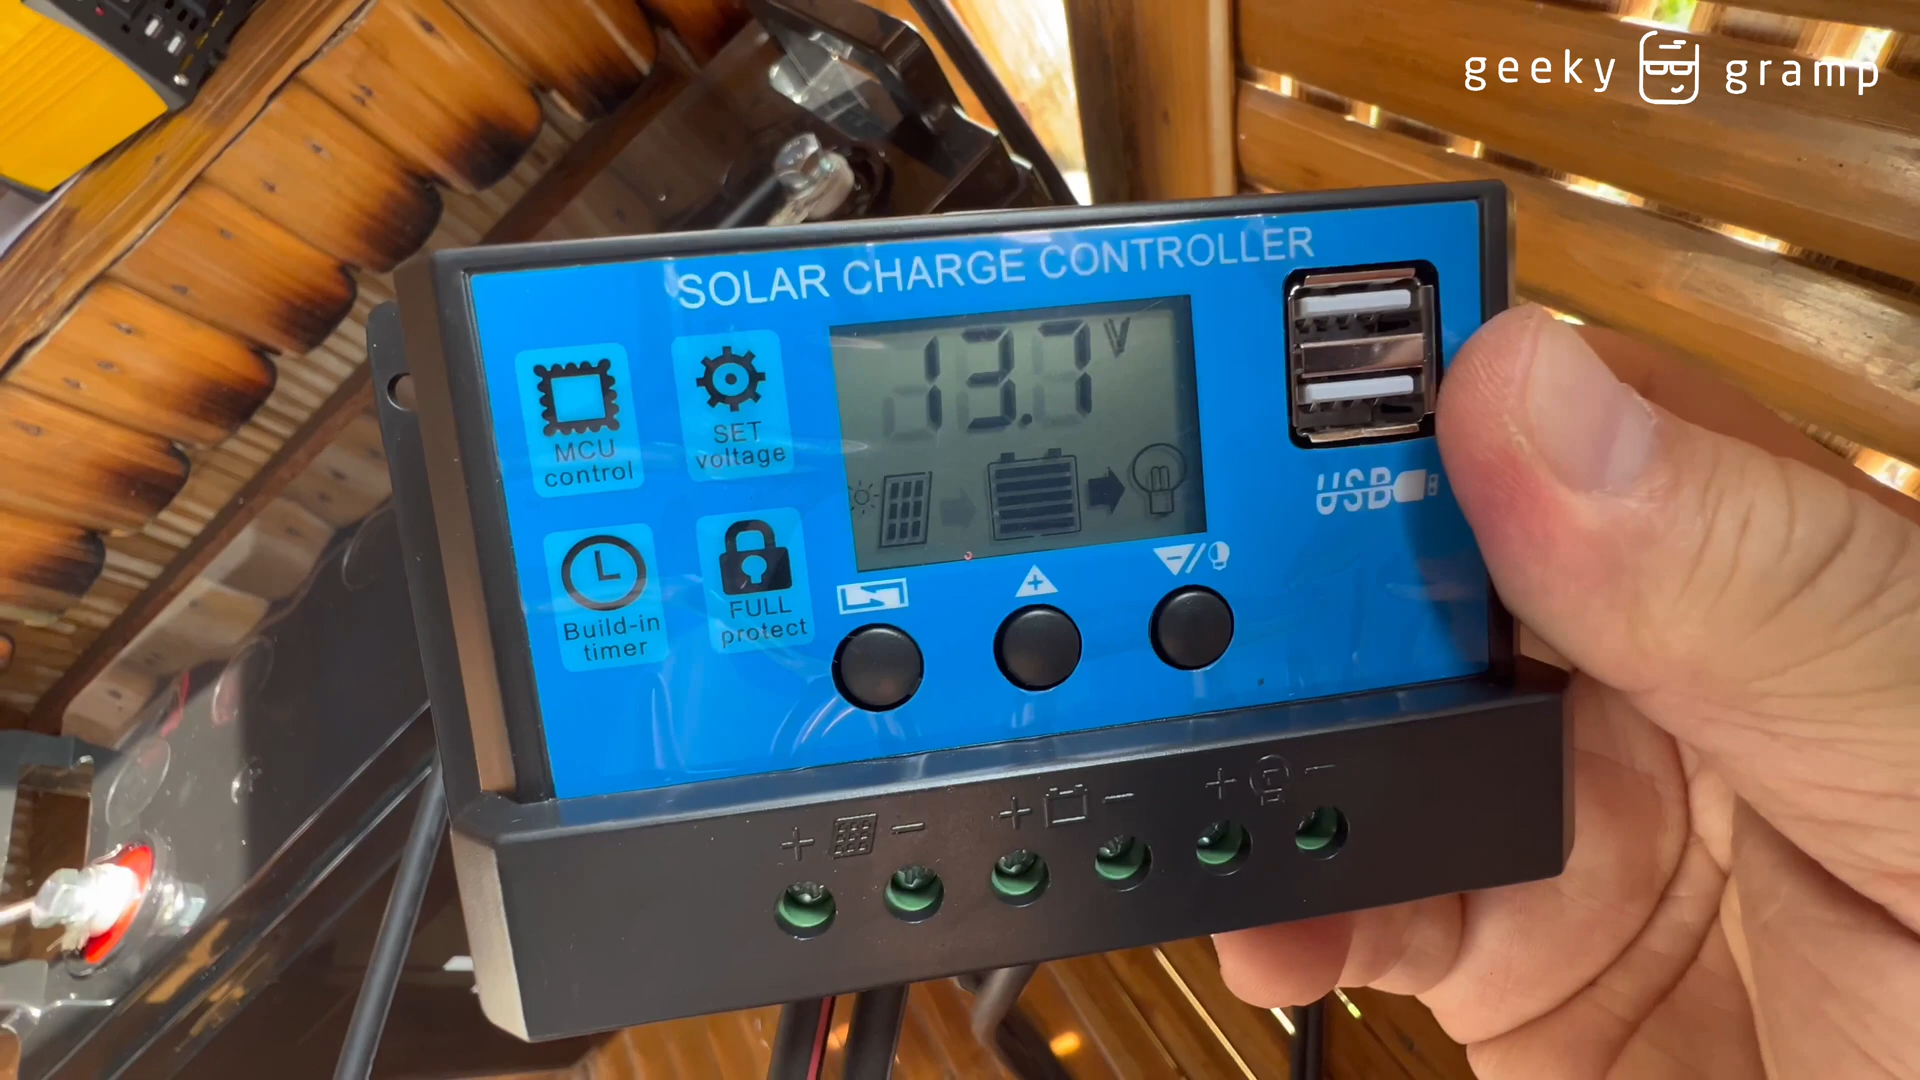 geeky gramp
SOLAR CHARGE CONTROLLER
13.7 V
MCU
control
SET
voltage
Build-in
timer
FULL
protect
USB